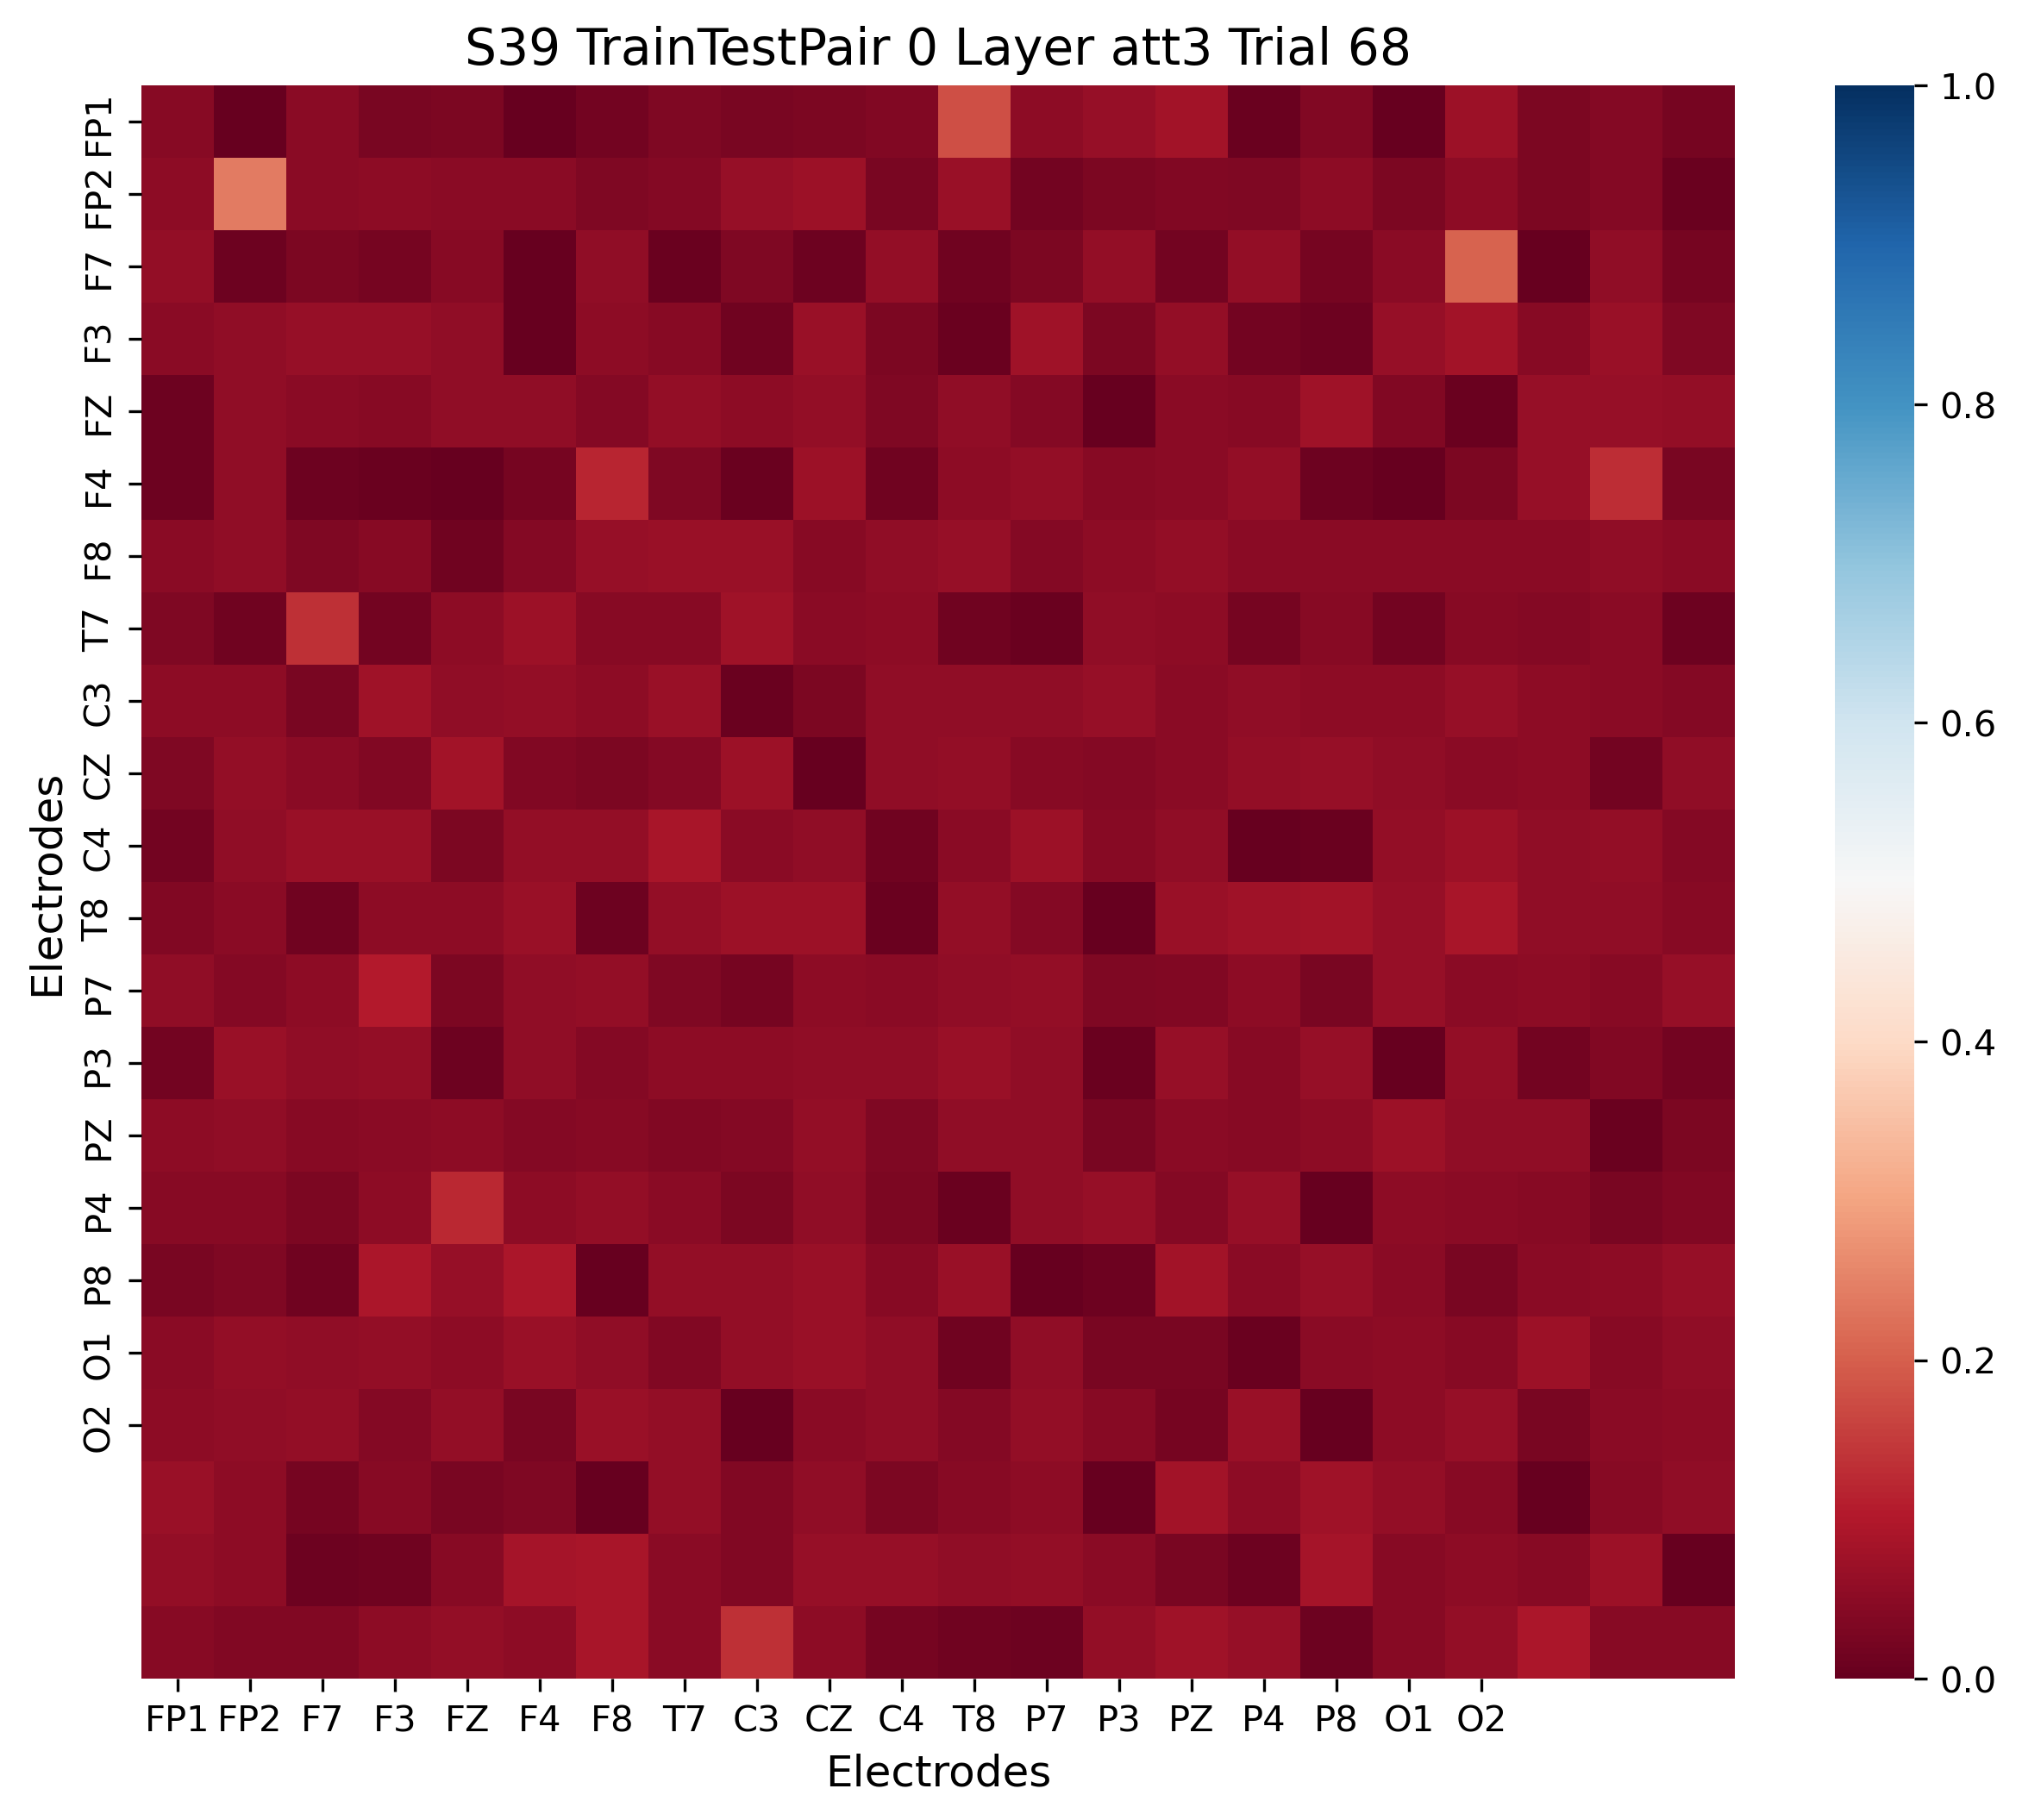 S39 TrainTestPair 0 Layer att3 Trial 68
Electrodes
FP1
FP2
F7
F3
FZ
F4
F8
T7
C3
CZ
C4
T8
P7
P3
PZ
P4
P8
O1
O2
FP1 FP2 F7 F3 FZ F4 F8 T7 C3 CZ C4 T8 P7 P3 PZ P4 P8 O1 O2
Electrodes
1.0
0.8
0.6
0.4
0.2
0.0